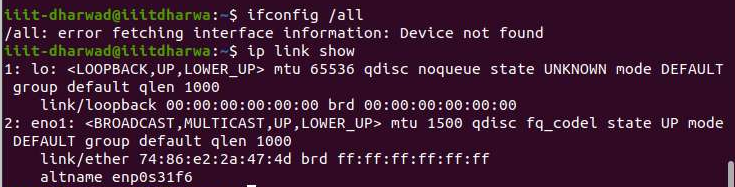 iiit-dharwad@iiitdharwa:~$ ifconfig /all
/all: error fetching interface information: Device not found
iiit-dharwad@iiitdharwa:~$ ip link show
1: lo: <LOOPBACK,UP,LOWER_UP> mtu 65536 qdisc noqueue state UNKNOWN mode DEFAULT
 group default qlen 1000
    link/loopback 00:00:00:00:00:00 brd 00:00:00:00:00:00
2: eno1: <BROADCAST,MULTICAST,UP,LOWER_UP> mtu 1500 qdisc fq_codel state UP mode
DEFAULT group default qlen 1000
    link/ether 74:86:e2:2a:47:4d brd ff:ff:ff:ff:ff:ff
    altname enp0s31f6